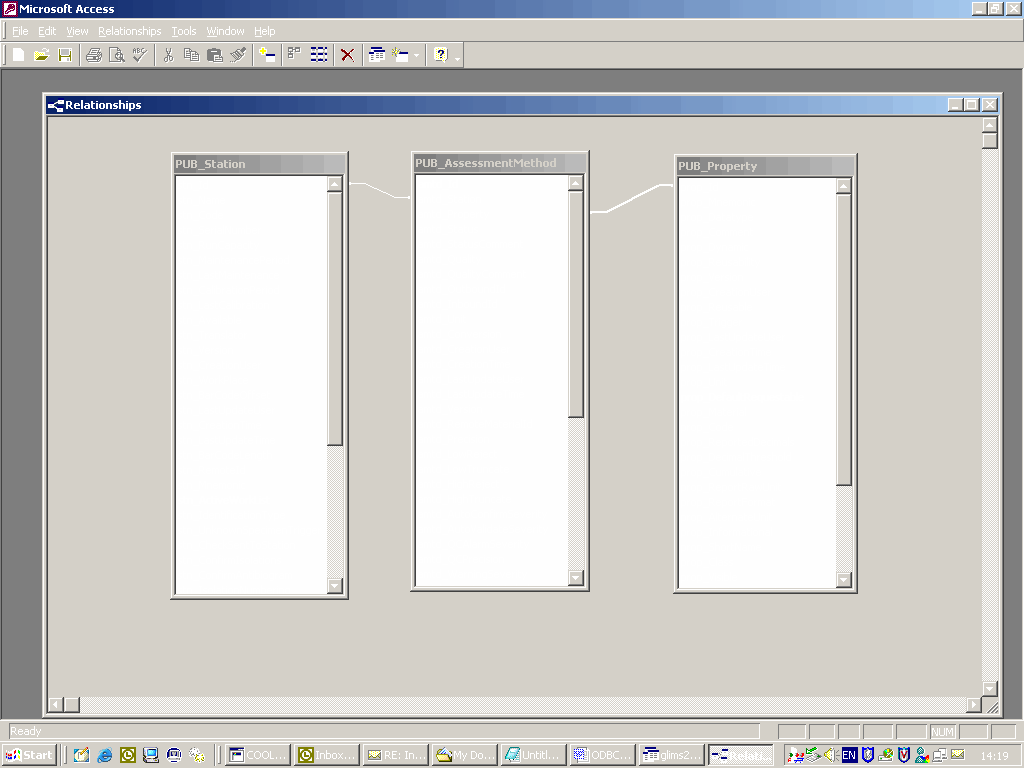 Microsoft Access
File Edit View Relationships Tools Window Help
Relationships
PUB_Station
PUB_AssessmentMethod
PUB_Property
Ready
NUM
Start
COOL...
Inbox...
RE: In...
My Do...
Untitl...
ODBC...
glims2...
Relati...
EN
14:19